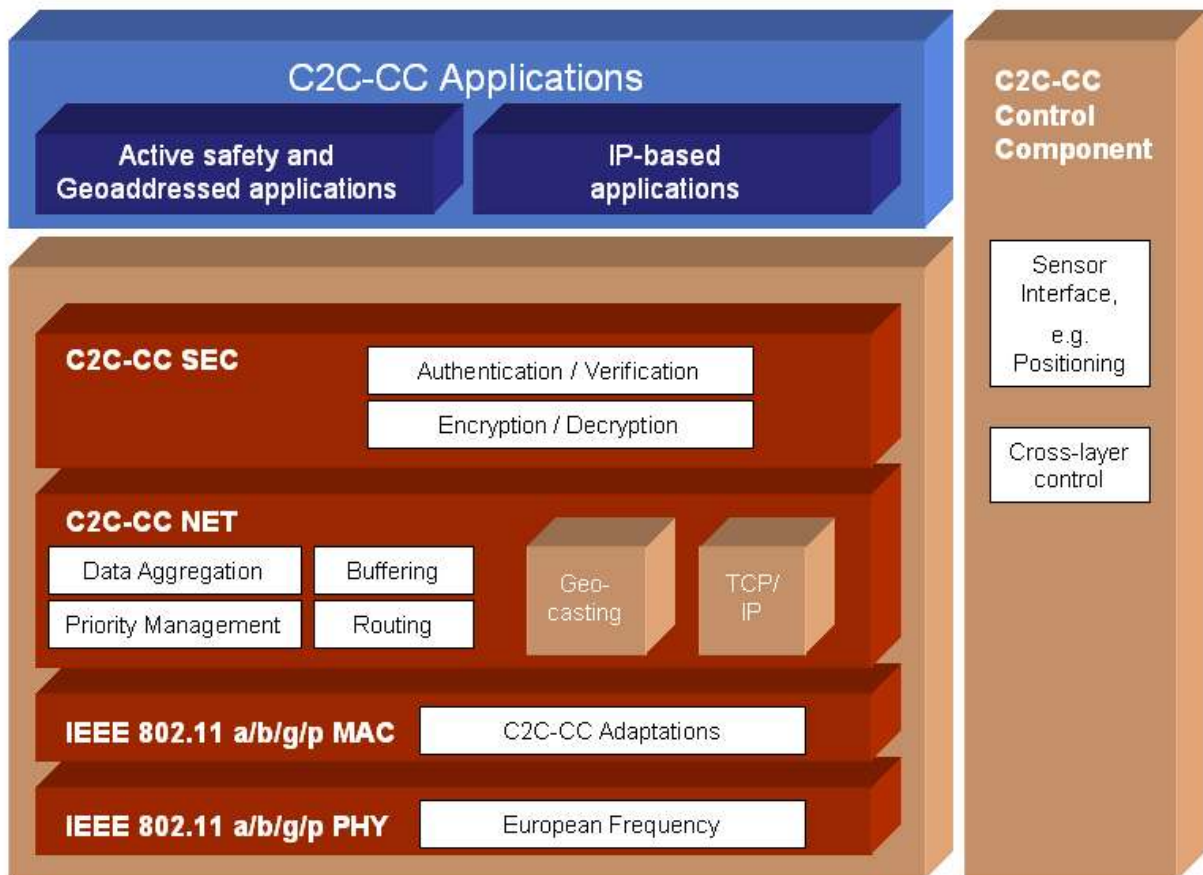 C2C-CC Applications
Active safety and
Geoaddressed applications
IP-based
applications
C2C-CC
Control
Component
Sensor
Interface,
e.g.
Positioning
Cross-layer
control
C2C-CC SEC
Authentication / Verification
Encryption / Decryption
C2C-CC NET
Data Aggregation
Buffering
Priority Management
Routing
Geo-
casting
TCP/
IP
IEEE 802.11 a/b/g/p MAC
C2C-CC Adaptations
IEEE 802.11 a/b/g/p PHY
European Frequency